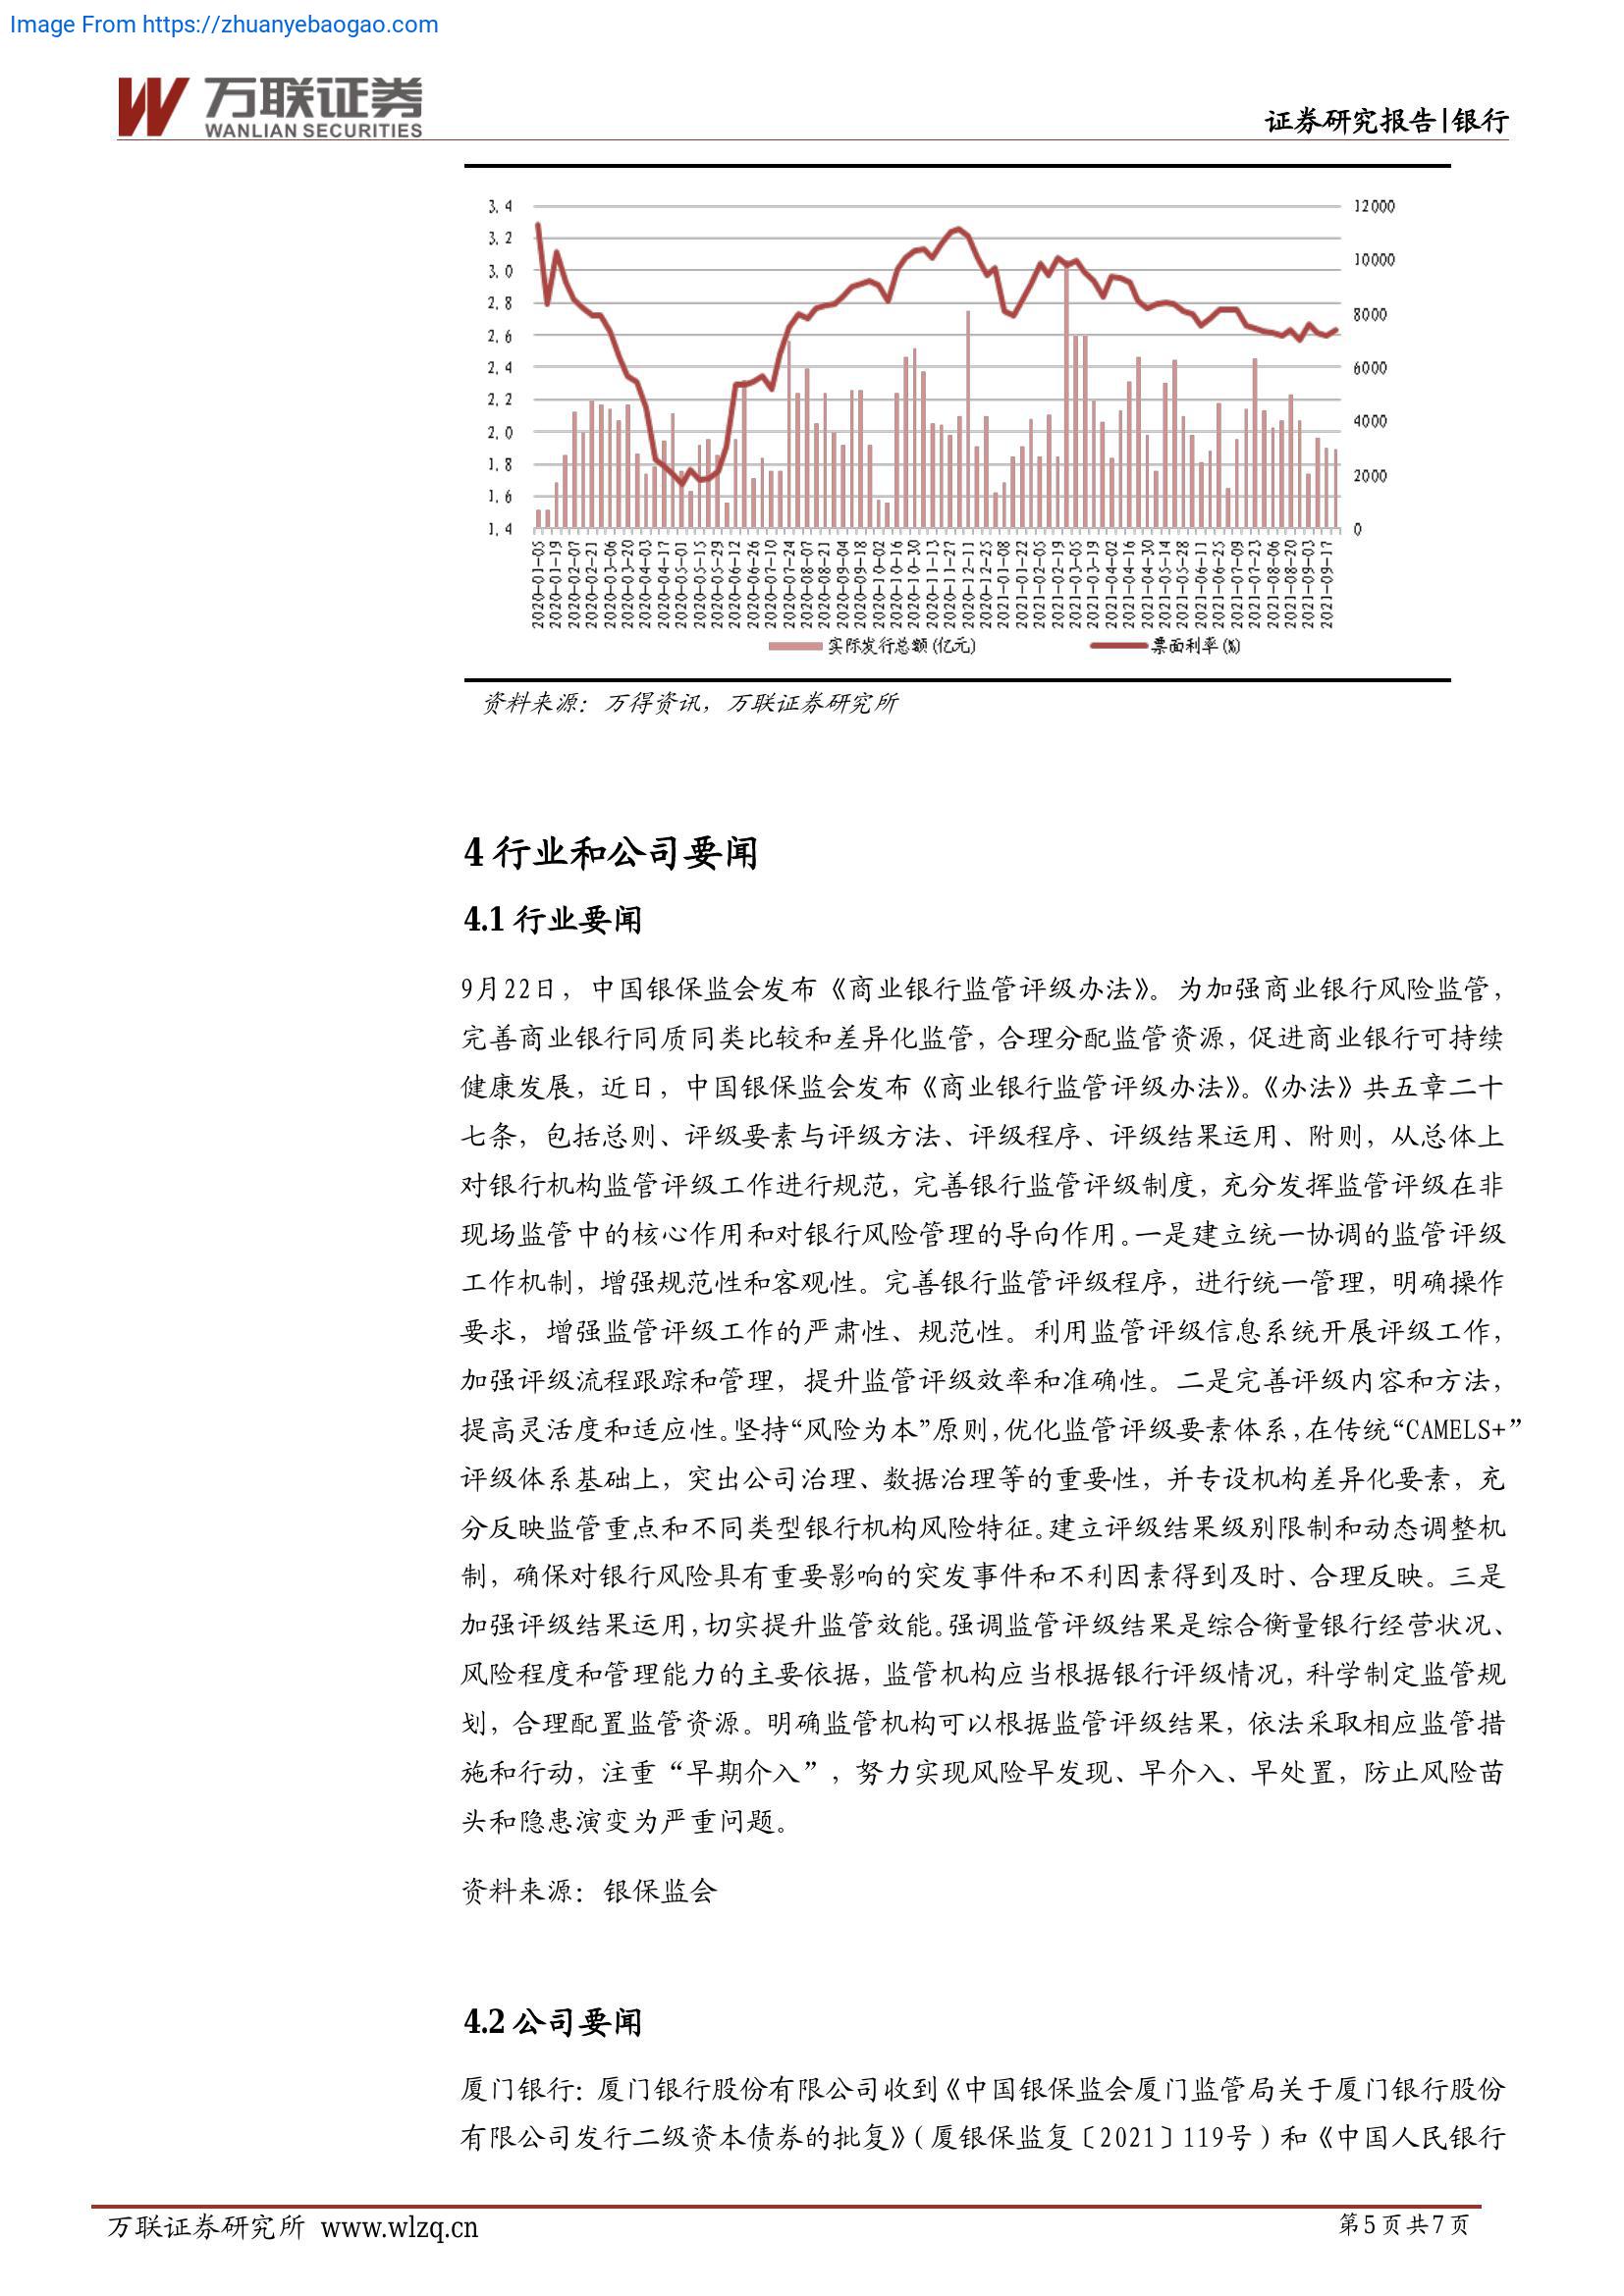 Image From https://zhuanyebaogao.com
万联证券
WANLIAN SECURITIES
证券研究报告|银行
3.4
3.2
3.0
2.8
2.6
2.4
2.2
2.0
1.8
1.6
1.4
12000
10000
8000
6000
4000
2000
0
2020-01-05
2020-01-19
2020-02-07
2020-02-21
2020-03-06
2020-03-20
2020-04-03
2020-04-17
2020-05-01
2020-05-15
2020-05-29
2020-06-12
2020-06-26
2020-07-10
2020-07-24
2020-08-07
2020-08-21
2020-09-04
2020-09-18
2020-10-02
2020-10-16
2020-10-30
2020-11-13
2020-11-27
2020-12-11
2020-12-25
2021-01-08
2021-01-22
2021-02-05
2021-02-19
2021-03-05
2021-03-19
2021-04-02
2021-04-16
2021-04-30
2021-05-14
2021-05-28
2021-06-11
2021-06-25
2021-07-09
2021-07-23
2021-08-06
2021-08-20
2021-09-03
2021-09-17
实际发行总额(亿元)
票面利率(%)
资料来源：万得资讯，万联证券研究所
4 行业和公司要闻
4.1 行业要闻
9月22日，中国银保监会发布《商业银行监管评级办法》。为加强商业银行风险监管，
完善商业银行同质同类比较和差异化监管，合理分配监管资源，促进商业银行可持续
健康发展，近日，中国银保监会发布《商业银行监管评级办法》。《办法》共五章二十
七条，包括总则、评级要素与评级方法、评级程序、评级结果运用、附则，从总体上
对银行机构监管评级工作进行规范，完善银行监管评级制度，充分发挥监管评级在非
现场监管中的核心作用和对银行风险管理的导向作用。一是建立统一协调的监管评级
工作机制，增强规范性和客观性。完善银行监管评级程序，进行统一管理，明确操作
要求，增强监管评级工作的严肃性、规范性。利用监管评级信息系统开展评级工作，
加强评级流程跟踪和管理，提升监管评级效率和准确性。二是完善评级内容和方法，
提高灵活度和适应性。坚持“风险为本”原则，优化监管评级要素体系，在传统“CAMELS+”
评级体系基础上，突出公司治理、数据治理等的重要性，并专设机构差异化要素，充
分反映监管重点和不同类型银行机构风险特征。建立评级结果级别限制和动态调整机
制，确保对银行风险具有重要影响的突发事件和不利因素得到及时、合理反映。三是
加强评级结果运用，切实提升监管效能。强调监管评级结果是综合衡量银行经营状况、
风险程度和管理能力的主要依据，监管机构应当根据银行评级情况，科学制定监管规
划，合理配置监管资源。明确监管机构可以根据监管评级结果，依法采取相应监管措
施和行动，注重“早期介入”，努力实现风险早发现、早介入、早处置，防止风险苗
头和隐患演变为严重问题。
资料来源：银保监会
4.2 公司要闻
厦门银行：厦门银行股份有限公司收到《中国银保监会厦门监管局关于厦门银行股份
有限公司发行二级资本债券的批复》（厦银保监复〔2021〕119号）和《中国人民银行
万联证券研究所 www.wlzq.cn
第5页共7页